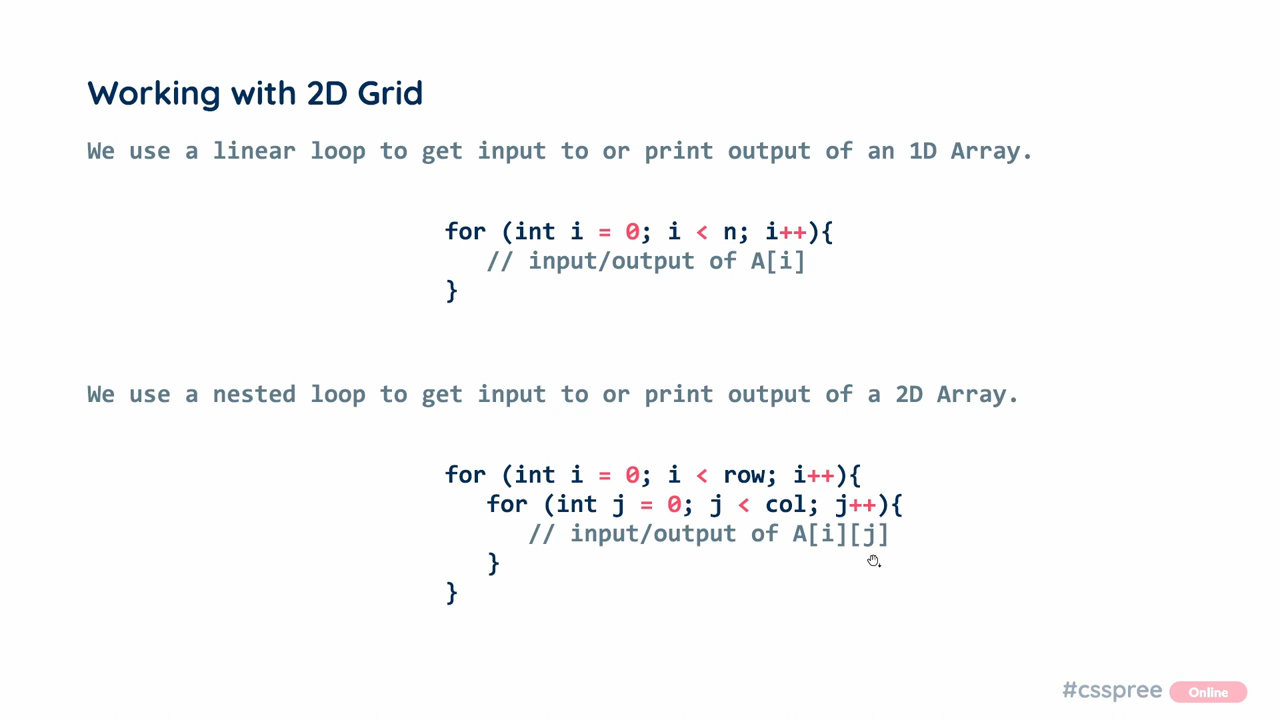 Working with 2D Grid
We use a linear loop to get input to or print output of an 1D Array.
for (int i = 0; i < n; i++){
// input/output of A[i]
}
We use a nested loop to get input to or print output of a 2D Array.
for (int i = 0; i < row; i++){
for (int j = 0; j < col; j++){
// input/output of A[i][j]
}
}
#csspree Online